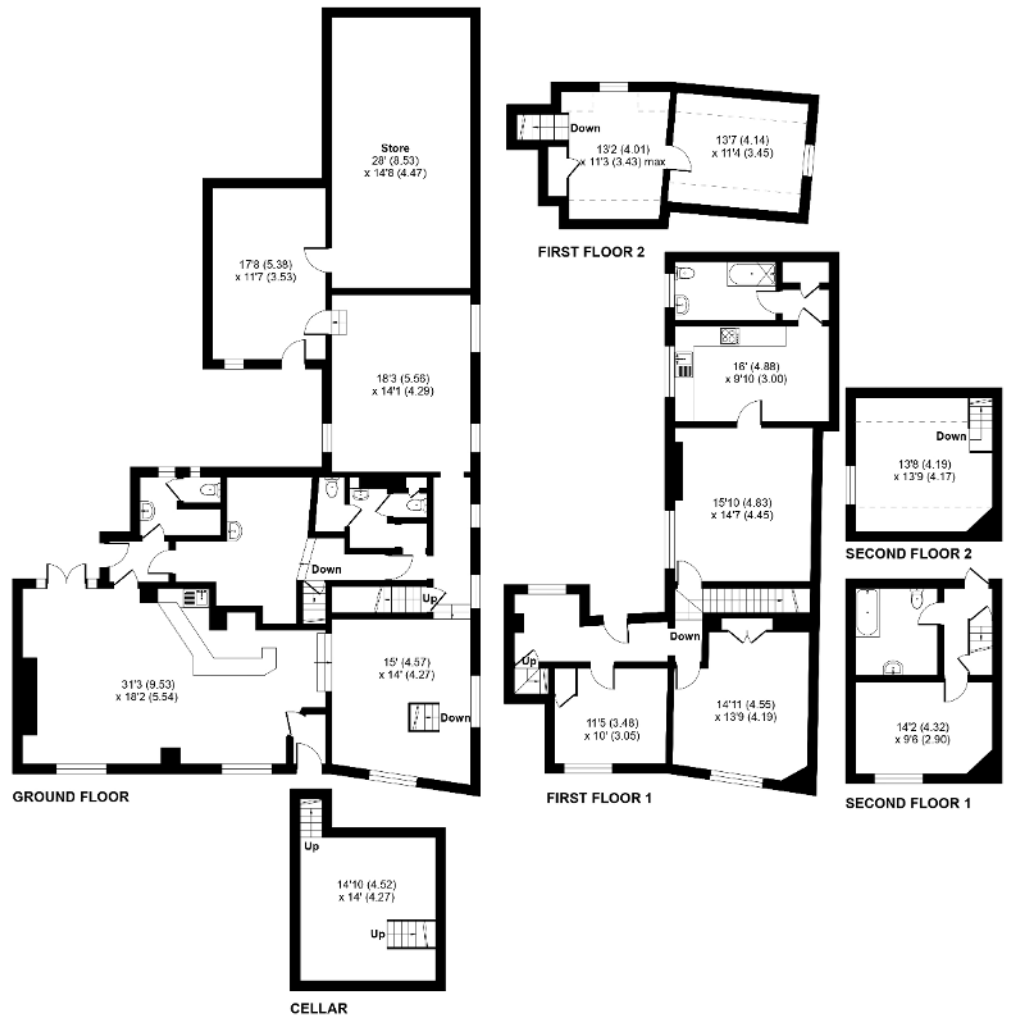 Store
28' (8.53)
x 14'8 (4.47)
17'8 (5.38)
x 11'7 (3.53)
18'3 (5.56)
x 14'1 (4.29)
Down
Up
31'3 (9.53)
x 18'2 (5.54)
15' (4.57)
x 14' (4.27)
Down
GROUND FLOOR
Up
14'10 (4.52)
x 14' (4.27)
Up
CELLAR
Down
13'2 (4.01)
x 11'3 (3.43) max
13'7 (4.14)
x 11'4 (3.45)
FIRST FLOOR 2
16' (4.88)
x 9'10 (3.00)
15'10 (4.83)
x 14'7 (4.45)
Down
Up
11'5 (3.48)
x 10' (3.05)
14'11 (4.55)
x 13'9 (4.19)
FIRST FLOOR 1
Down
13'8 (4.19)
x 13'9 (4.17)
SECOND FLOOR 2
14'2 (4.32)
x 9'6 (2.90)
SECOND FLOOR 1